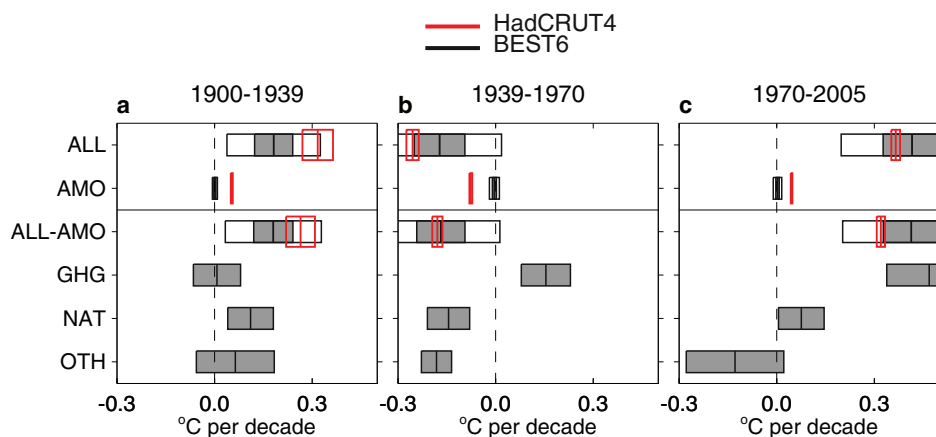 HadCRUT4
BEST6
a 1900-1939
b 1939-1970
c 1970-2005
ALL
AMO
ALL-AMO
GHG
NAT
OTH
-0.3 0.0 0.3
-0.3 0.0 0.3
-0.3 0.0 0.3
°C per decade
°C per decade
°C per decade